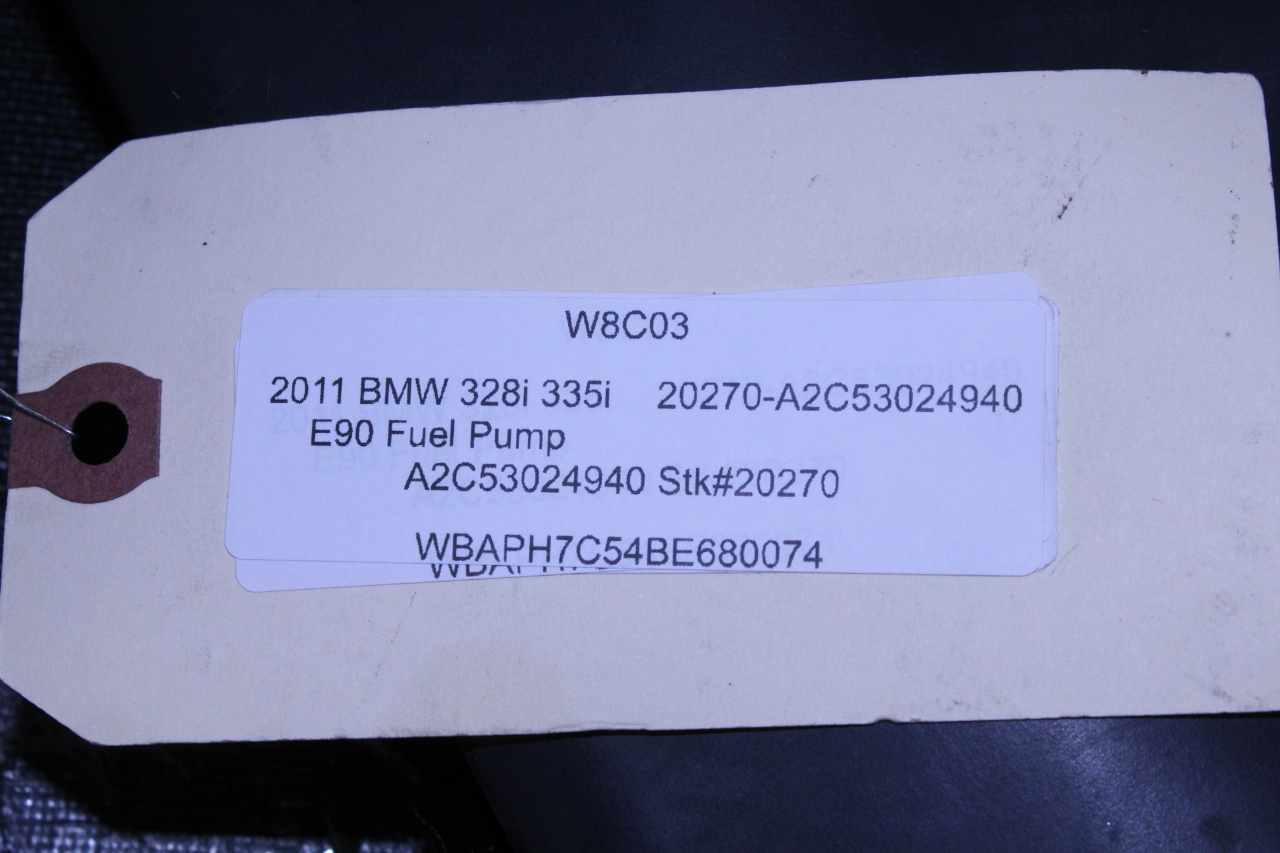 W8C03
2011 BMW 328i 335i 20270-A2C53024940
E90 Fuel Pump
A2C53024940 Stk#20270
WBAPH7C54BE680074